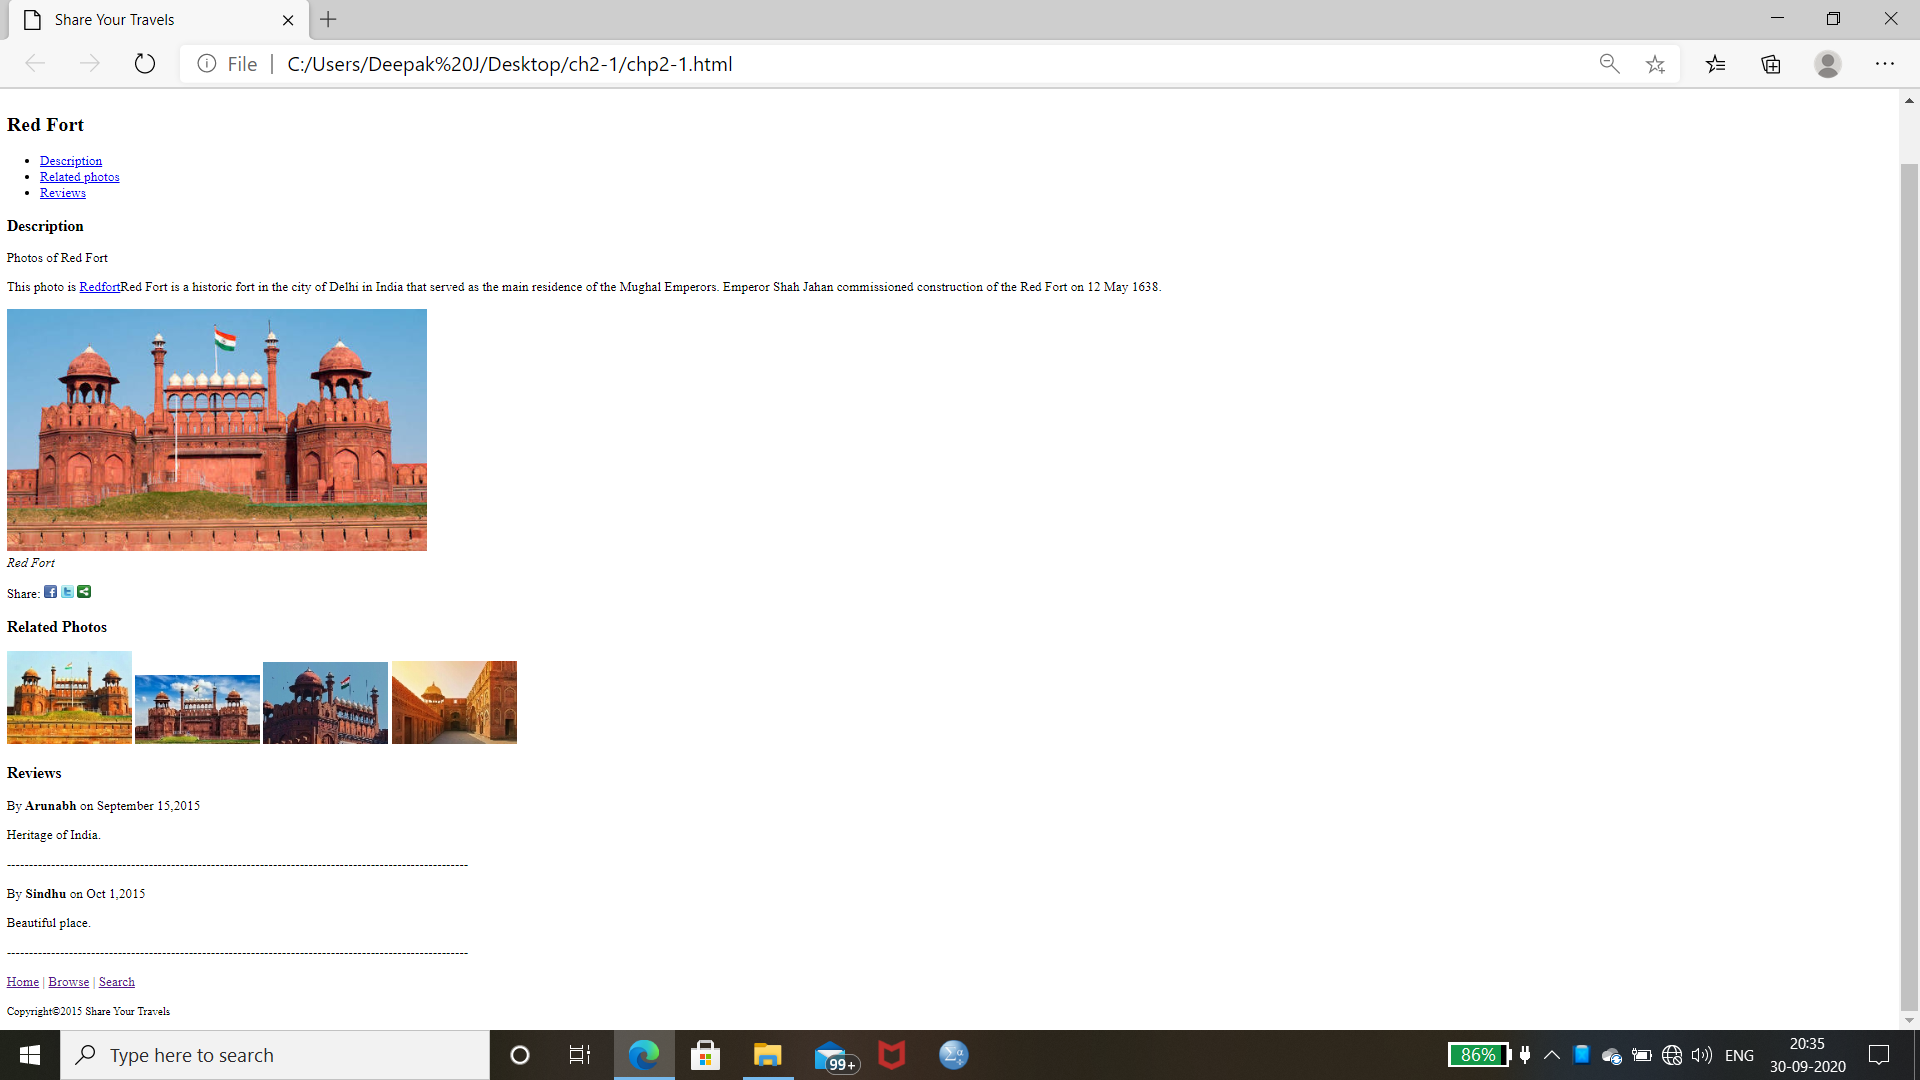 Share Your Travels
File | C:/Users/Deepak%20J/Desktop/ch2-1/chp2-1.html
Red Fort
Description
Related photos
Reviews
Description
Photos of Red Fort
This photo is RedfortRed Fort is a historic fort in the city of Delhi in India that served as the main residence of the Mughal Emperors. Emperor Shah Jahan commissioned construction of the Red Fort on 12 May 1638.
Red Fort
Share:
Related Photos
Reviews
By Arunabh on September 15,2015
Heritage of India.
--------------------------------------------------------------------------------------------------------
By Sindhu on Oct 1,2015
Beautiful place.
--------------------------------------------------------------------------------------------------------
Home | Browse | Search
Copyright©2015 Share Your Travels
Type here to search
99+
86%
ENG
20:35
30-09-2020